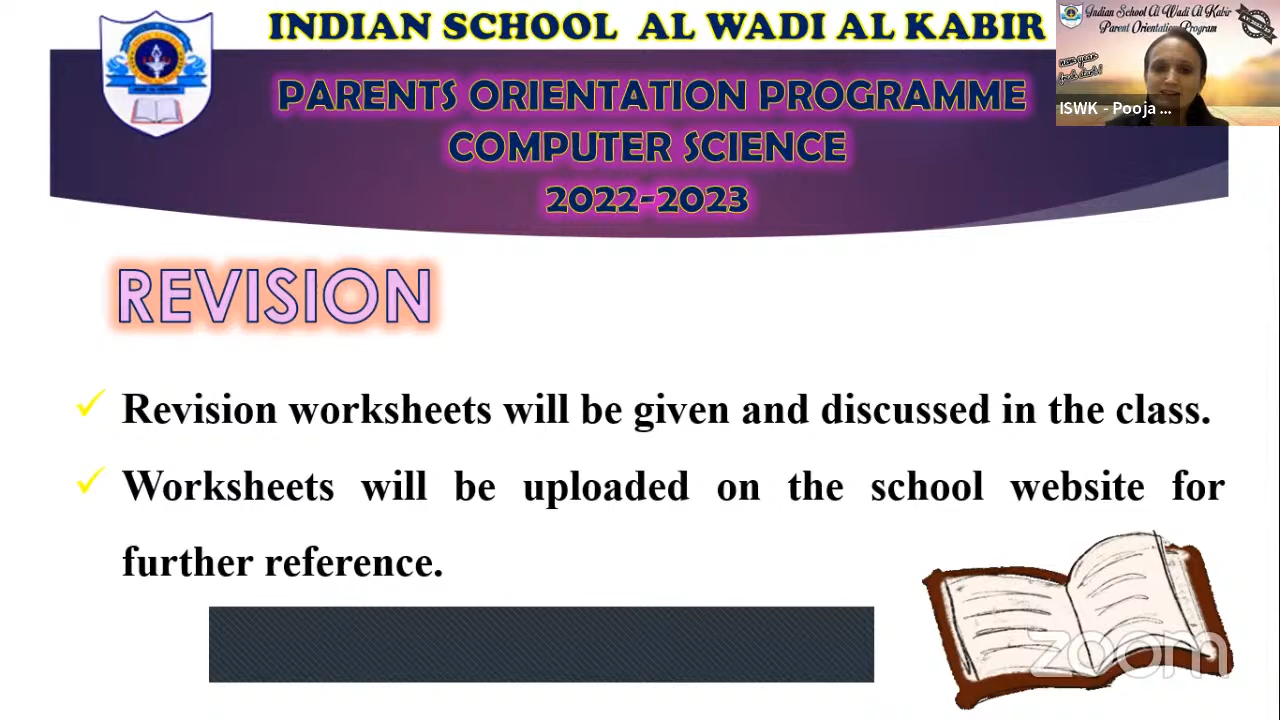 INDIAN SCHOOL AL WADI AL KABIR
PARENTS ORIENTATION PROGRAMME
COMPUTER SCIENCE
2022-2023
Indian School Al Wadi Al Kabir
Parent Orientation Program
ISWK - Pooja ...
REVISION
Revision worksheets will be given and discussed in the class.
Worksheets will be uploaded on the school website for
further reference.
zoom